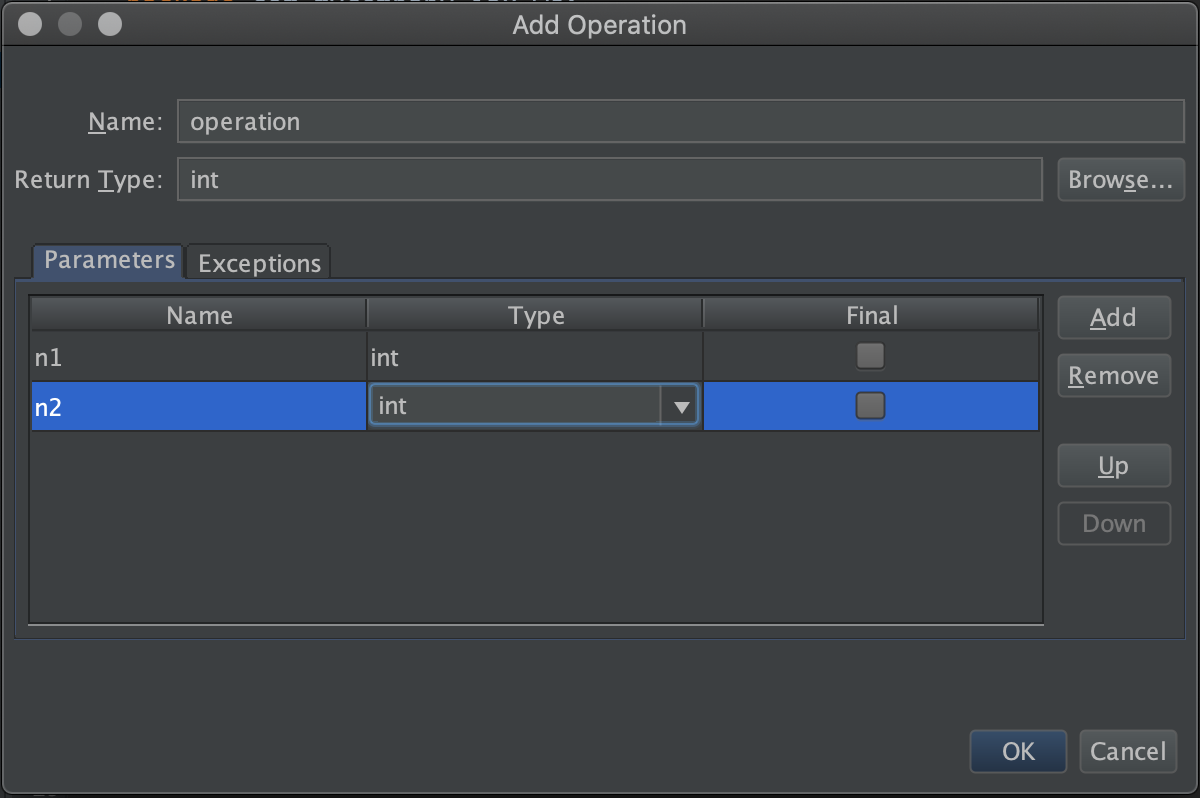 Add Operation
Name: operation
Return Type: int Browse...
Parameters Exceptions
Name Type Final Add
n1 int
Remove
n2 int
Up
Down
OK Cancel